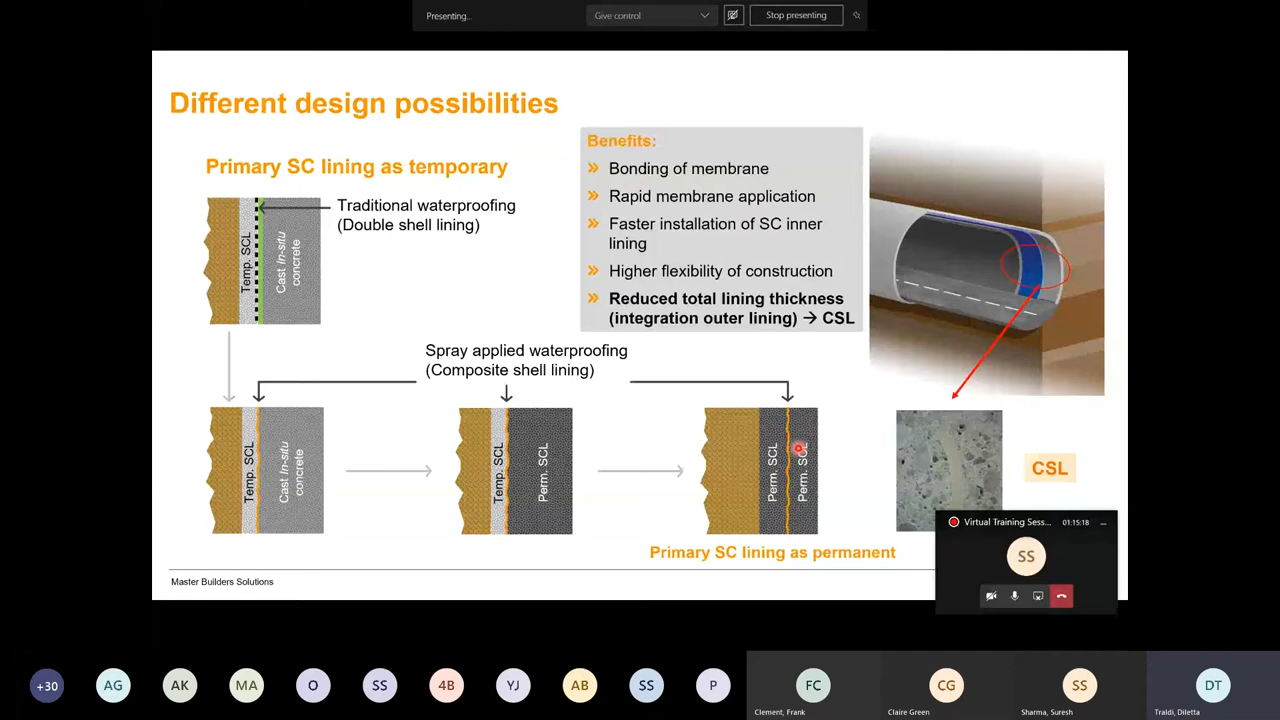 Presenting...
Give control
Stop presenting
Different design possibilities
Primary SC lining as temporary
Traditional waterproofing
(Double shell lining)
Temp. SCL
Cast In-situ
concrete
Benefits:
» Bonding of membrane
» Rapid membrane application
» Faster installation of SC inner
lining
» Higher flexibility of construction
» Reduced total lining thickness
(integration outer lining) → CSL
Spray applied waterproofing
(Composite shell lining)
Temp. SCL
Cast In-situ
concrete
Temp. SCL
Perm. SCL
Perm. SCL
Perm. SCL
CSL
Primary SC lining as permanent
Master Builders Solutions
Virtual Training Sess...
01:15:18
SS
+30
AG
AK
MA
O
SS
4B
YJ
AB
SS
P
FC
Clement, Frank
CG
Claire Green
SS
Sharma, Suresh
DT
Traldi, Diletta